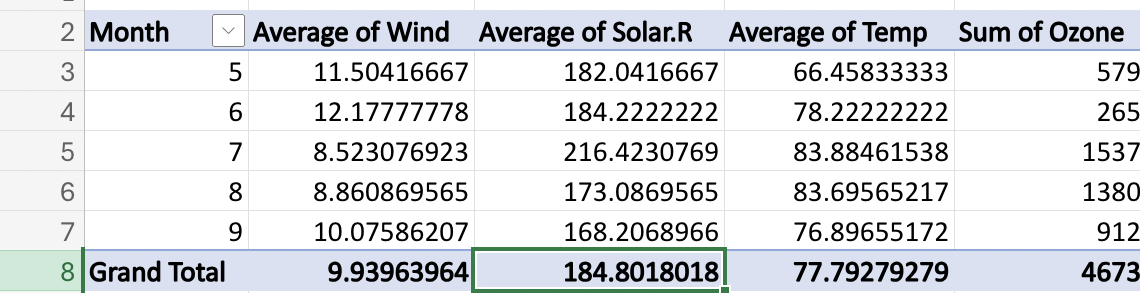 2 Month Average of Wind Average of Solar.R Average of Temp Sum of Ozone
3 5 11.50416667 182.0416667 66.45833333 579
4 6 12.17777778 184.2222222 78.22222222 265
5 7 8.523076923 216.4230769 83.88461538 1537
6 8 8.860869565 173.0869565 83.69565217 1380
7 9 10.07586207 168.2068966 76.89655172 912
8 Grand Total 9.93963964 184.8018018 77.79279279 4673